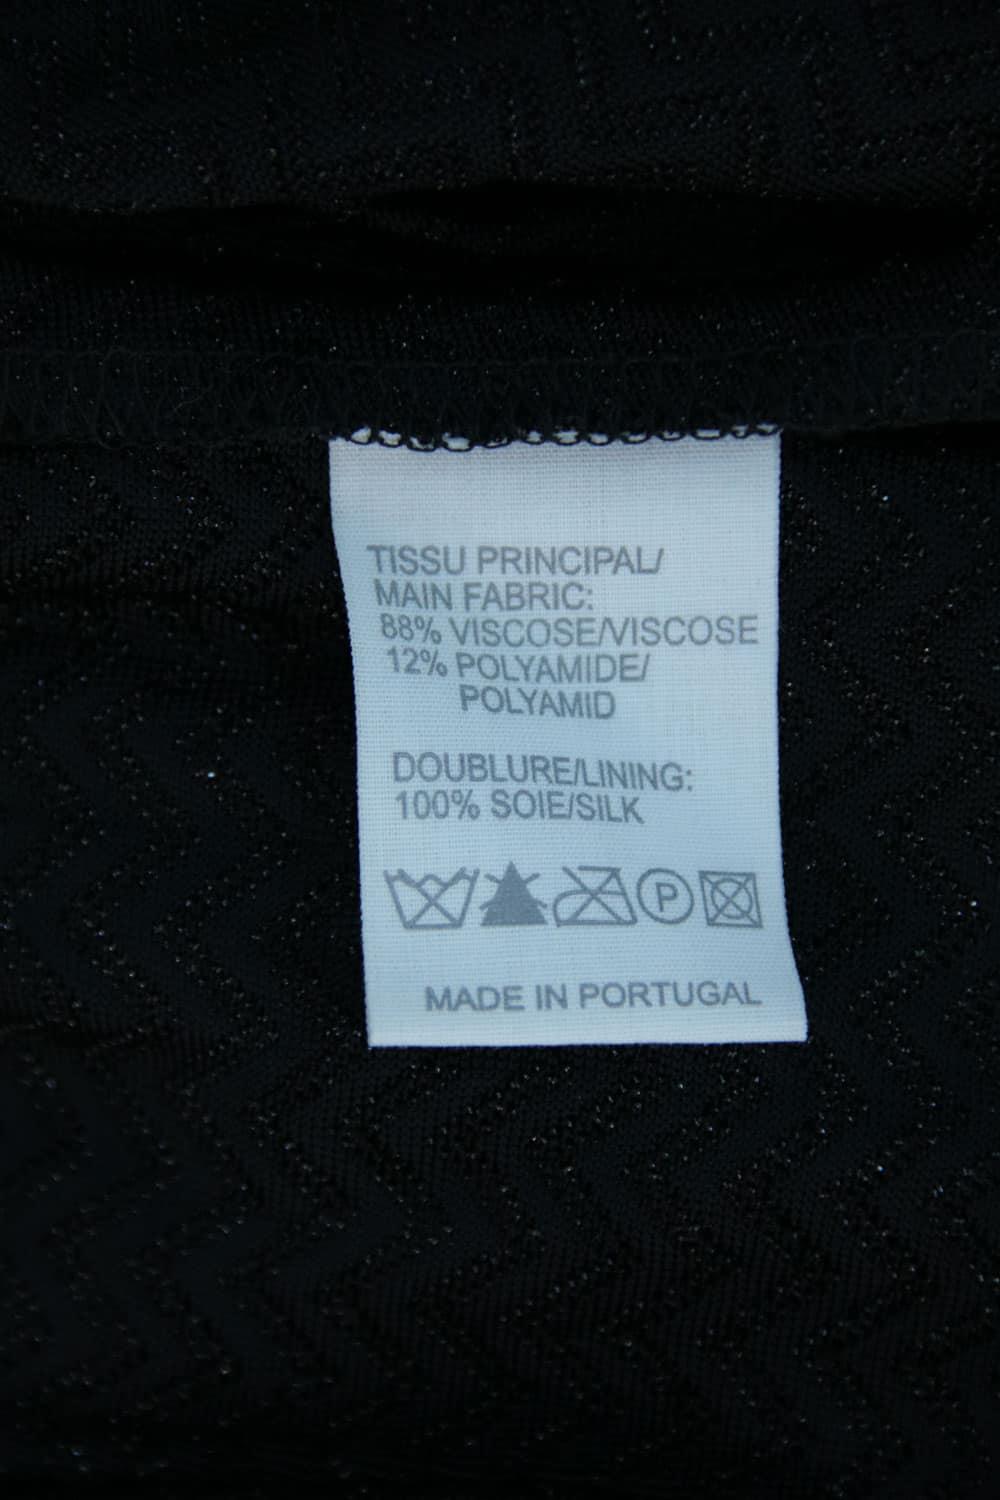 TISSU PRINCIPAL/
MAIN FABRIC:
88% VISCOSE/VISCOSE
12% POLYAMIDE/
POLYAMID
DOUBLURE/LINING:
100% SOIE/SILK
P
MADE IN PORTUGAL